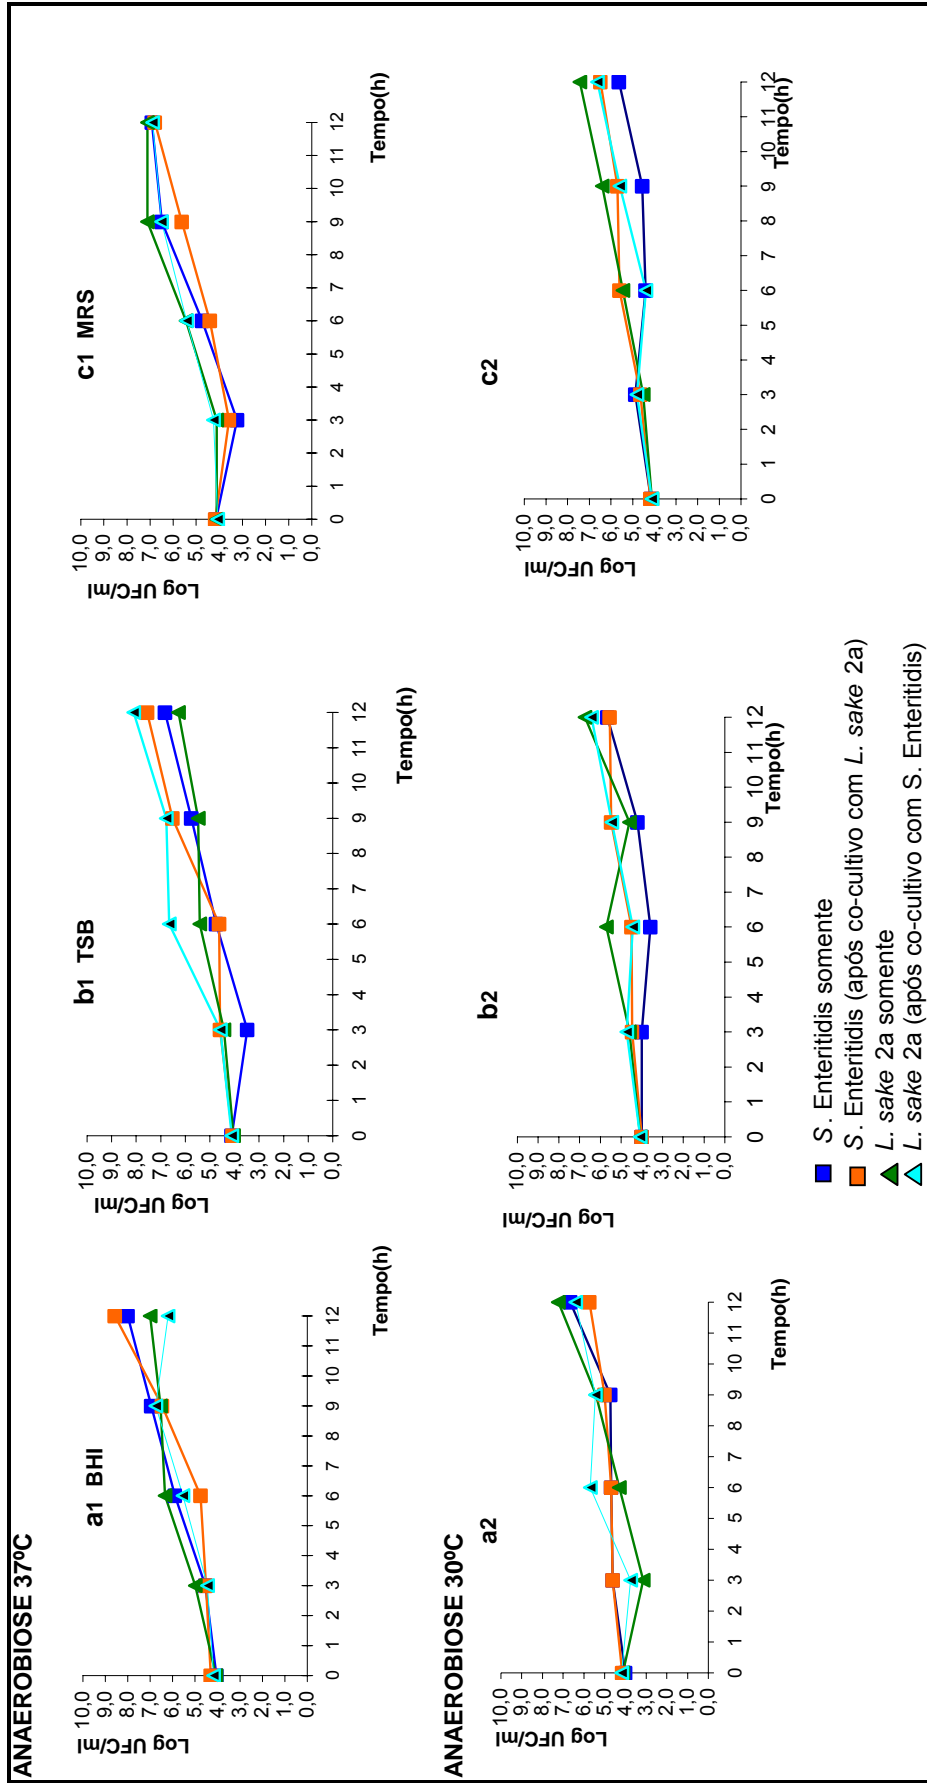 ANAEROBIOSE 37ºC
a1 BHI
Log UFC/ml
10,0
9,0
8,0
7,0
6,0
5,0
4,0
3,0
2,0
1,0
0,0
0 1 2 3 4 5 6 7 8 9 10 11 12
Tempo(h)
b1 TSB
Log UFC/ml
10,0
9,0
8,0
7,0
6,0
5,0
4,0
3,0
2,0
1,0
0,0
0 1 2 3 4 5 6 7 8 9 10 11 12
Tempo(h)
c1 MRS
Log UFC/ml
10,0
9,0
8,0
7,0
6,0
5,0
4,0
3,0
2,0
1,0
0,0
0 1 2 3 4 5 6 7 8 9 10 11 12
Tempo(h)
ANAEROBIOSE 30ºC
a2
Log UFC/ml
10,0
9,0
8,0
7,0
6,0
5,0
4,0
3,0
2,0
1,0
0,0
0 1 2 3 4 5 6 7 8 9 10 11 12
Tempo(h)
b2
Log UFC/ml
10,0
9,0
8,0
7,0
6,0
5,0
4,0
3,0
2,0
1,0
0,0
0 1 2 3 4 5 6 7 8 9 10 11 12
Tempo(h)
c2
Log UFC/ml
10,0
9,0
8,0
7,0
6,0
5,0
4,0
3,0
2,0
1,0
0,0
0 1 2 3 4 5 6 7 8 9 10 11 12
Tempo(h)
S. Enteritidis somente
S. Enteritidis (após co-cultivo com L. sake 2a)
L. sake 2a somente
L. sake 2a (após co-cultivo com S. Enteritidis)